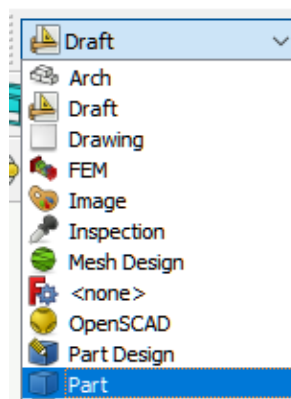 Draft
Arch
Draft
Drawing
FEM
Image
Inspection
Mesh Design
<none>
OpenSCAD
Part Design
Part